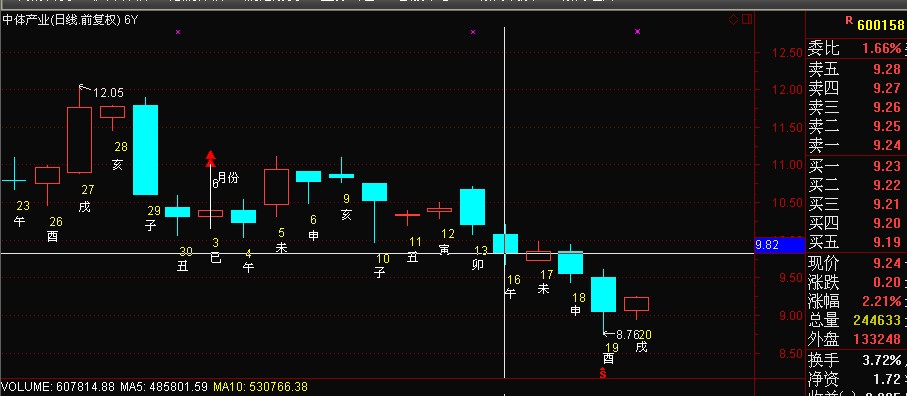 中体产业(日线.前复权) 6Y
R 600158
12.50
12.00
11.50
11.00
10.50
9.82
9.50
9.00
8.50
12.05
6月份
8.76
23 午
26 酉
27 戌
28 亥
29 子
30 丑
3 巳
4 午
5 未
6 申
9 亥
10 子
11 丑
12 寅
13 卯
16 午
17 未
18 申
19 酉
20 戌
S
委比 1.66%
卖五 9.28
卖四 9.27
卖三 9.26
卖二 9.25
卖一 9.24
买一 9.23
买二 9.22
买三 9.21
买四 9.20
买五 9.19
现价 9.24
涨跌 0.20
涨幅 2.21%
总量 244633
外盘 133248
换手 3.72%
净资 1.72
VOLUME: 607814.88 MA5: 485801.59 MA10: 530766.38